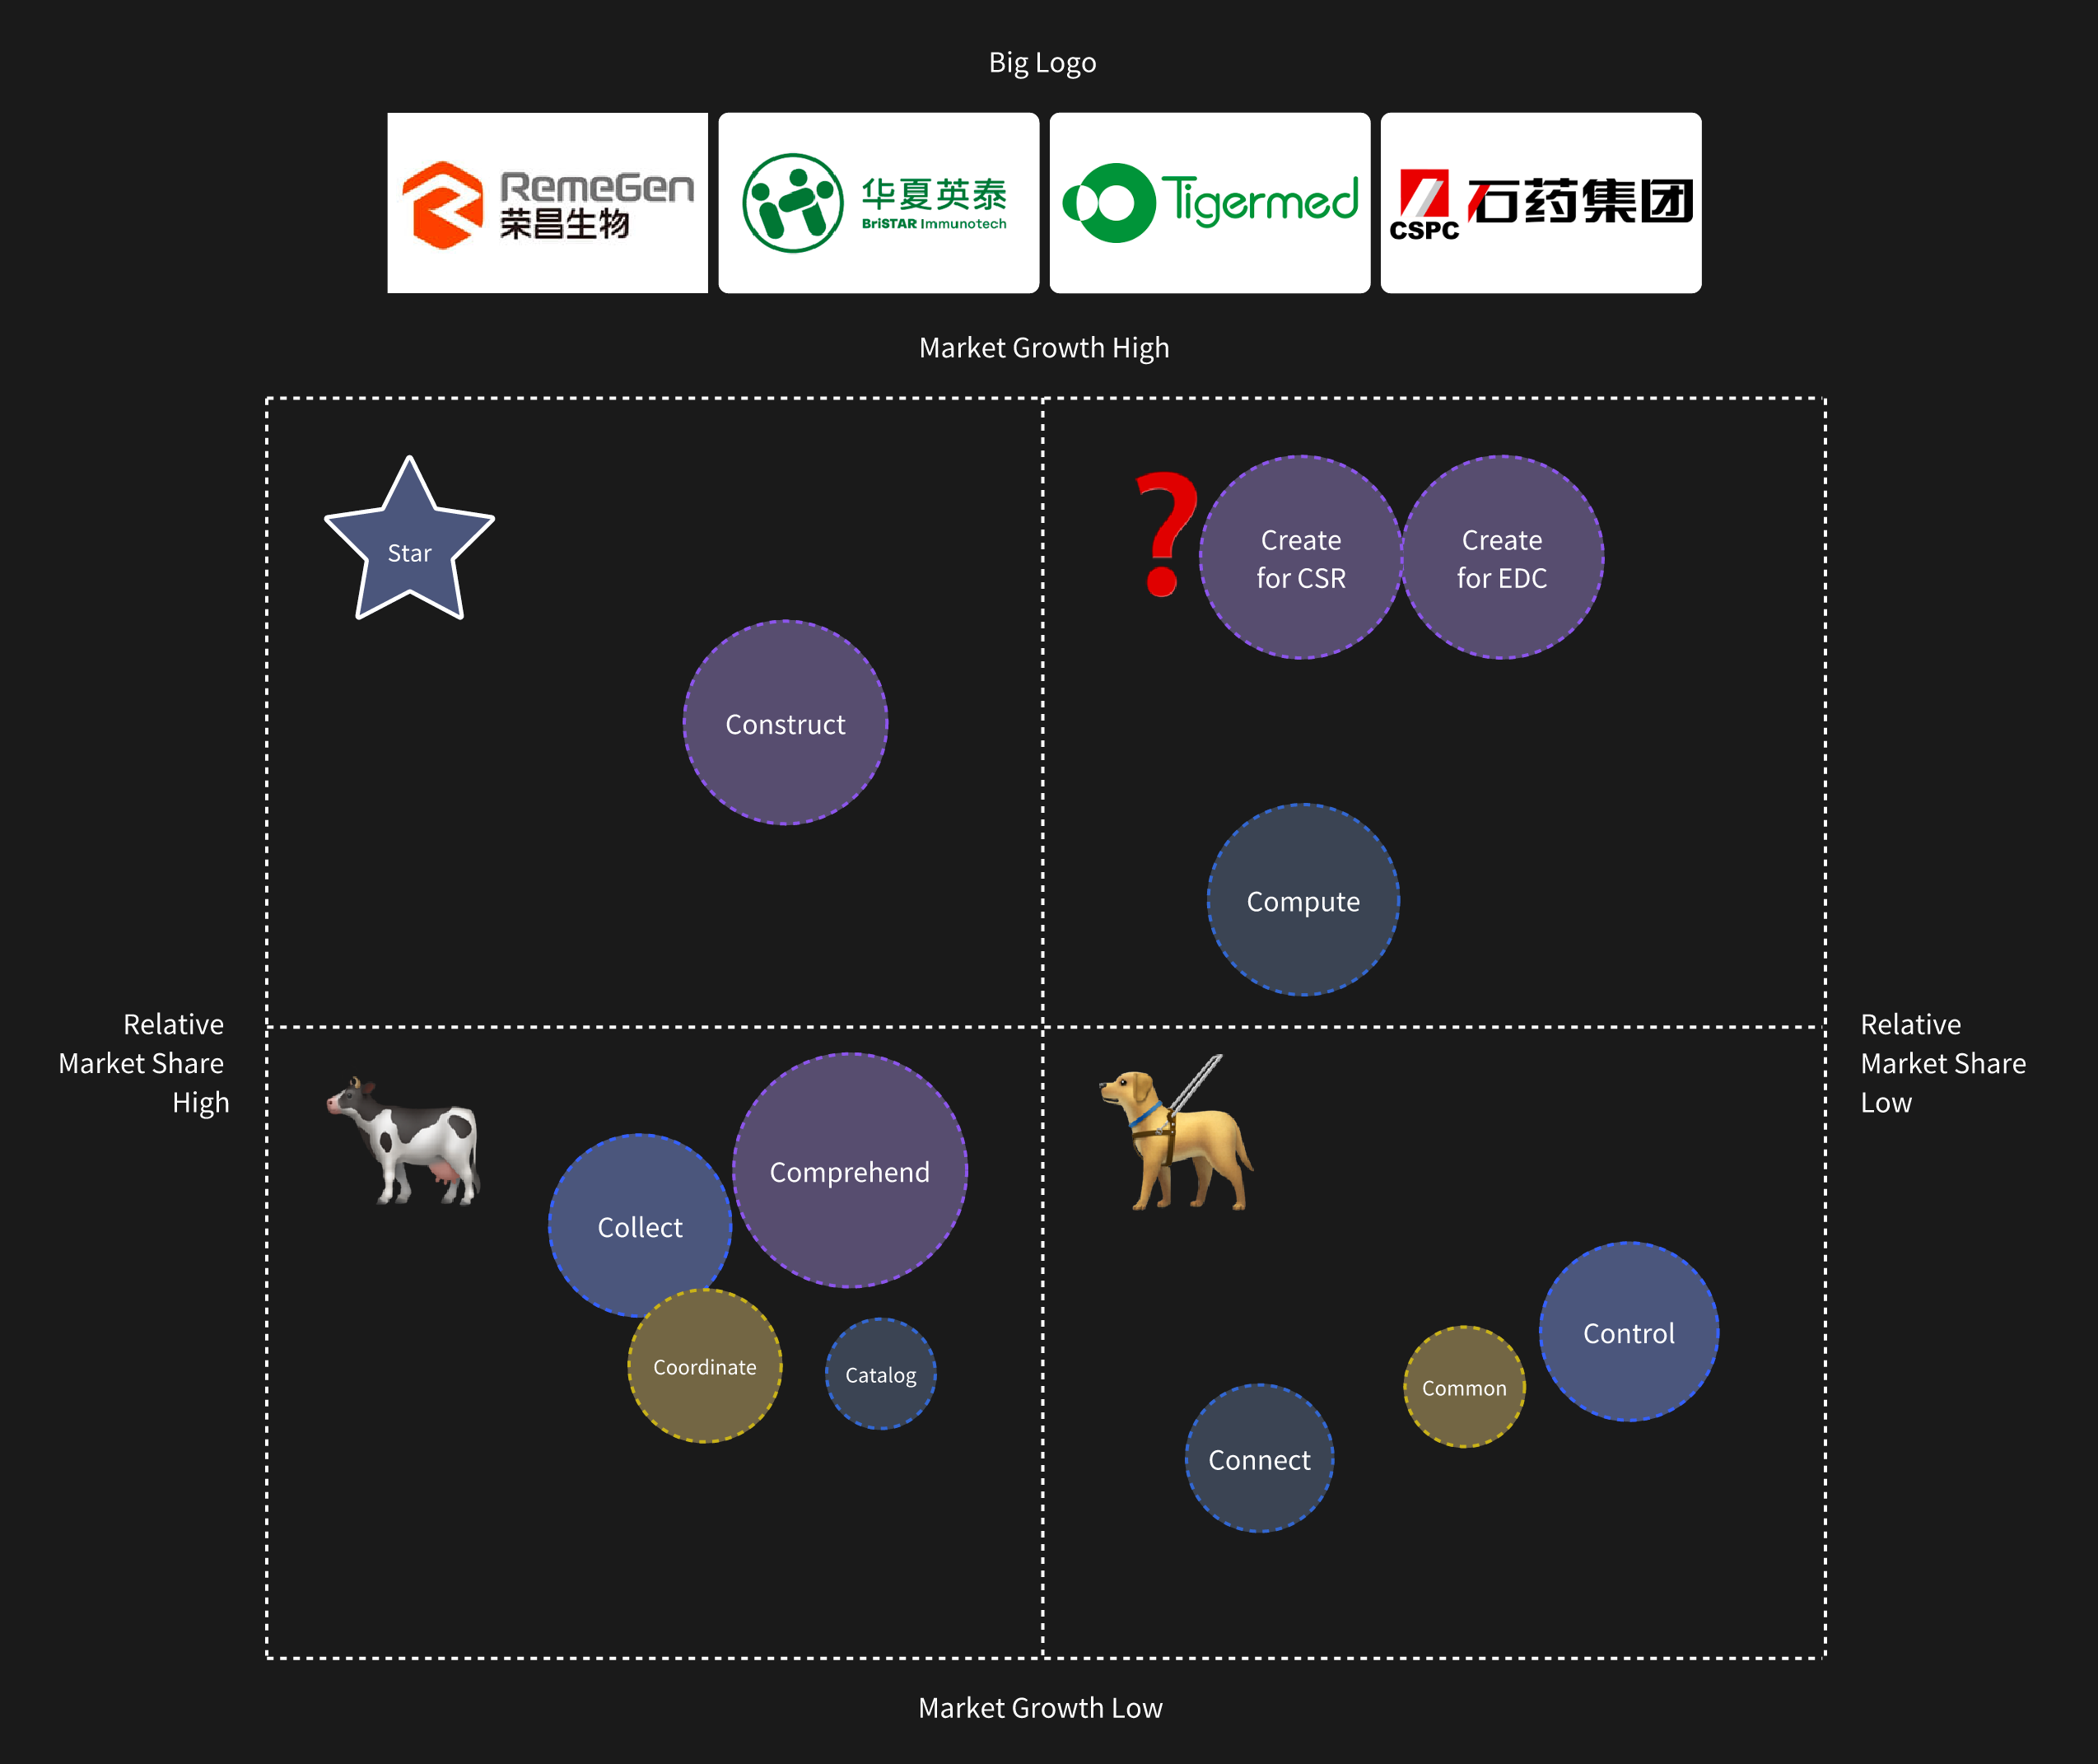 Big Logo
RemeGen
荣昌生物
华夏英泰
BriSTAR Immunotech
Tigermed
CSPC
石药集团
Market Growth High
Star
?
Create
for CSR
Create
for EDC
Construct
Compute
Relative
Market Share
High
Relative
Market Share
Low
Comprehend
Collect
Coordinate
Catalog
Control
Common
Connect
Market Growth Low